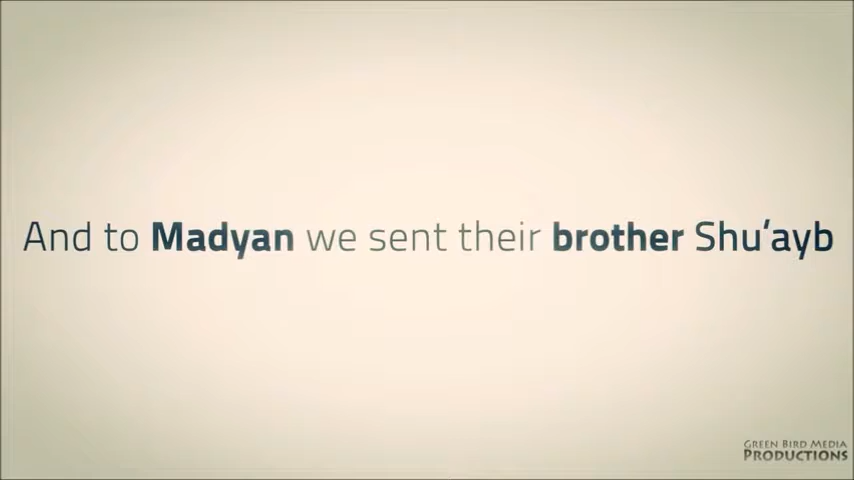 And to Madyan we sent their brother Shu‘ayb
GREEN BIRD MEDIA
PRODUCTIONS